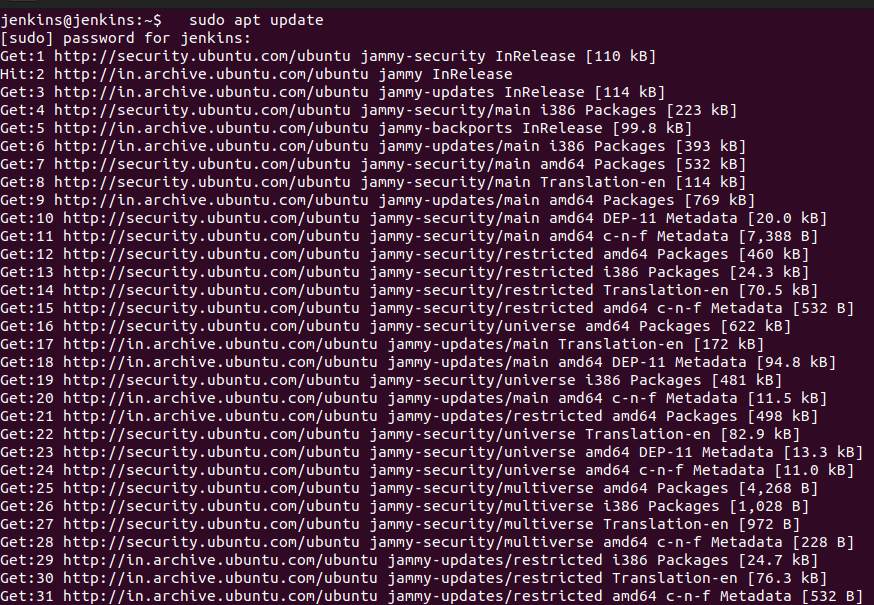 jenkins@jenkins:~$   sudo apt update
[sudo] password for jenkins:
Get:1 http://security.ubuntu.com/ubuntu jammy-security InRelease [110 kB]
Hit:2 http://in.archive.ubuntu.com/ubuntu jammy InRelease
Get:3 http://in.archive.ubuntu.com/ubuntu jammy-updates InRelease [114 kB]
Get:4 http://security.ubuntu.com/ubuntu jammy-security/main i386 Packages [223 kB]
Get:5 http://in.archive.ubuntu.com/ubuntu jammy-backports InRelease [99.8 kB]
Get:6 http://in.archive.ubuntu.com/ubuntu jammy-updates/main i386 Packages [393 kB]
Get:7 http://security.ubuntu.com/ubuntu jammy-security/main amd64 Packages [532 kB]
Get:8 http://security.ubuntu.com/ubuntu jammy-security/main Translation-en [114 kB]
Get:9 http://in.archive.ubuntu.com/ubuntu jammy-updates/main amd64 Packages [769 kB]
Get:10 http://security.ubuntu.com/ubuntu jammy-security/main amd64 DEP-11 Metadata [20.0 kB]
Get:11 http://security.ubuntu.com/ubuntu jammy-security/main amd64 c-n-f Metadata [7,388 B]
Get:12 http://security.ubuntu.com/ubuntu jammy-security/restricted amd64 Packages [460 kB]
Get:13 http://security.ubuntu.com/ubuntu jammy-security/restricted i386 Packages [24.3 kB]
Get:14 http://security.ubuntu.com/ubuntu jammy-security/restricted Translation-en [70.5 kB]
Get:15 http://security.ubuntu.com/ubuntu jammy-security/restricted amd64 c-n-f Metadata [532 B]
Get:16 http://security.ubuntu.com/ubuntu jammy-security/universe amd64 Packages [622 kB]
Get:17 http://in.archive.ubuntu.com/ubuntu jammy-updates/main Translation-en [172 kB]
Get:18 http://in.archive.ubuntu.com/ubuntu jammy-updates/main amd64 DEP-11 Metadata [94.8 kB]
Get:19 http://security.ubuntu.com/ubuntu jammy-security/universe i386 Packages [481 kB]
Get:20 http://in.archive.ubuntu.com/ubuntu jammy-updates/main amd64 c-n-f Metadata [11.5 kB]
Get:21 http://in.archive.ubuntu.com/ubuntu jammy-updates/restricted amd64 Packages [498 kB]
Get:22 http://security.ubuntu.com/ubuntu jammy-security/universe Translation-en [82.9 kB]
Get:23 http://security.ubuntu.com/ubuntu jammy-security/universe amd64 DEP-11 Metadata [13.3 kB]
Get:24 http://security.ubuntu.com/ubuntu jammy-security/universe amd64 c-n-f Metadata [11.0 kB]
Get:25 http://security.ubuntu.com/ubuntu jammy-security/multiverse amd64 Packages [4,268 B]
Get:26 http://security.ubuntu.com/ubuntu jammy-security/multiverse i386 Packages [1,028 B]
Get:27 http://security.ubuntu.com/ubuntu jammy-security/multiverse Translation-en [972 B]
Get:28 http://security.ubuntu.com/ubuntu jammy-security/multiverse amd64 c-n-f Metadata [228 B]
Get:29 http://in.archive.ubuntu.com/ubuntu jammy-updates/restricted i386 Packages [24.7 kB]
Get:30 http://in.archive.ubuntu.com/ubuntu jammy-updates/restricted Translation-en [76.3 kB]
Get:31 http://in.archive.ubuntu.com/ubuntu jammy-updates/restricted amd64 c-n-f Metadata [532 B]